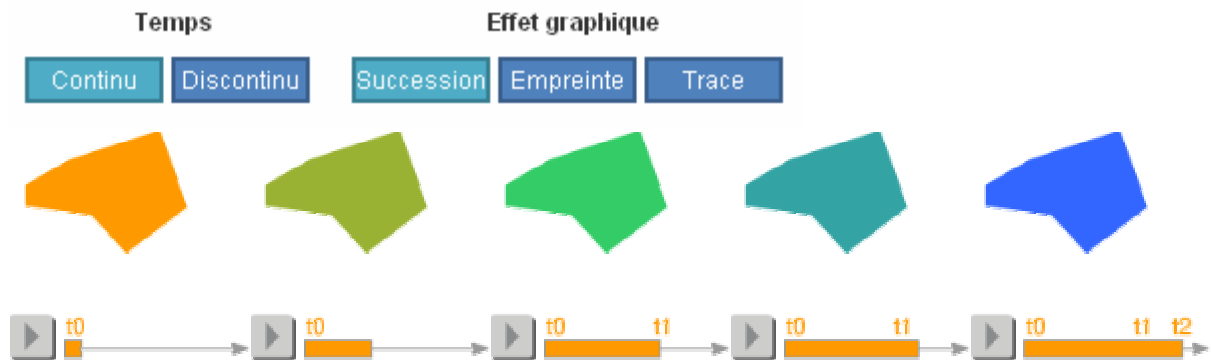 Temps Effet graphique
Continu Discontinu Succession Empreinte Trace
t0 t0 t0 t1 t0 t1 t0 t1 t2